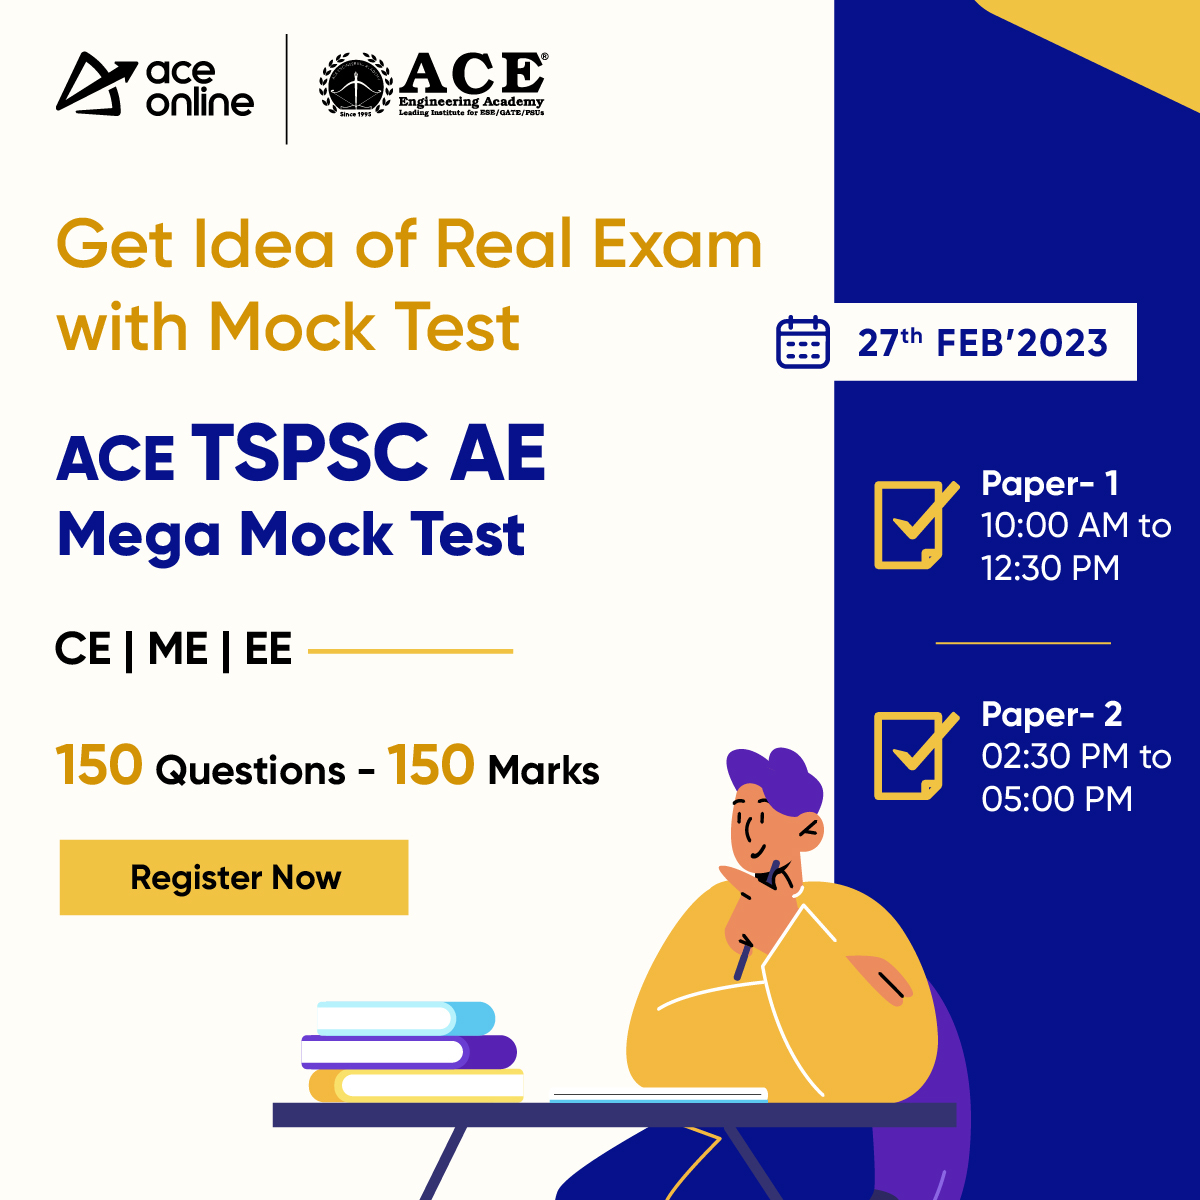 ace
online
ACE®
Engineering Academy
Leading Institute for ESE/GATE/PSUs
Since 1995
Get Idea of Real Exam
with Mock Test
27th FEB'2023
ACE TSPSC AE
Mega Mock Test
CE | ME | EE
150 Questions - 150 Marks
Register Now
Paper- 1
10:00 AM to
12:30 PM
Paper- 2
02:30 PM to
05:00 PM